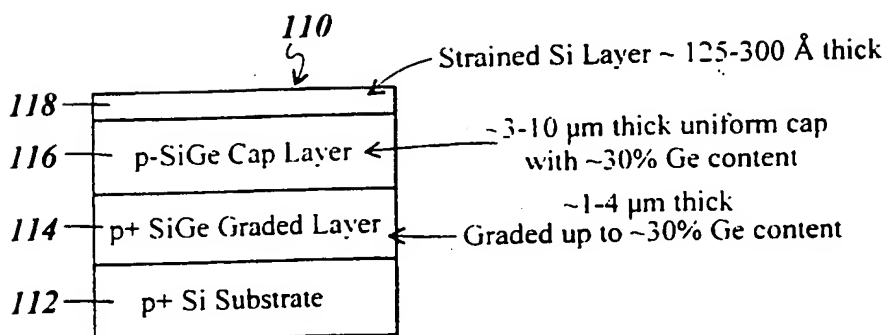 110
Strained Si Layer ~ 125-300 Å thick
118
116
p-SiGe Cap Layer
~3-10 µm thick uniform cap
with ~30% Ge content
114
p+ SiGe Graded Layer
~1-4 µm thick
Graded up to ~30% Ge content
112
p+ Si Substrate